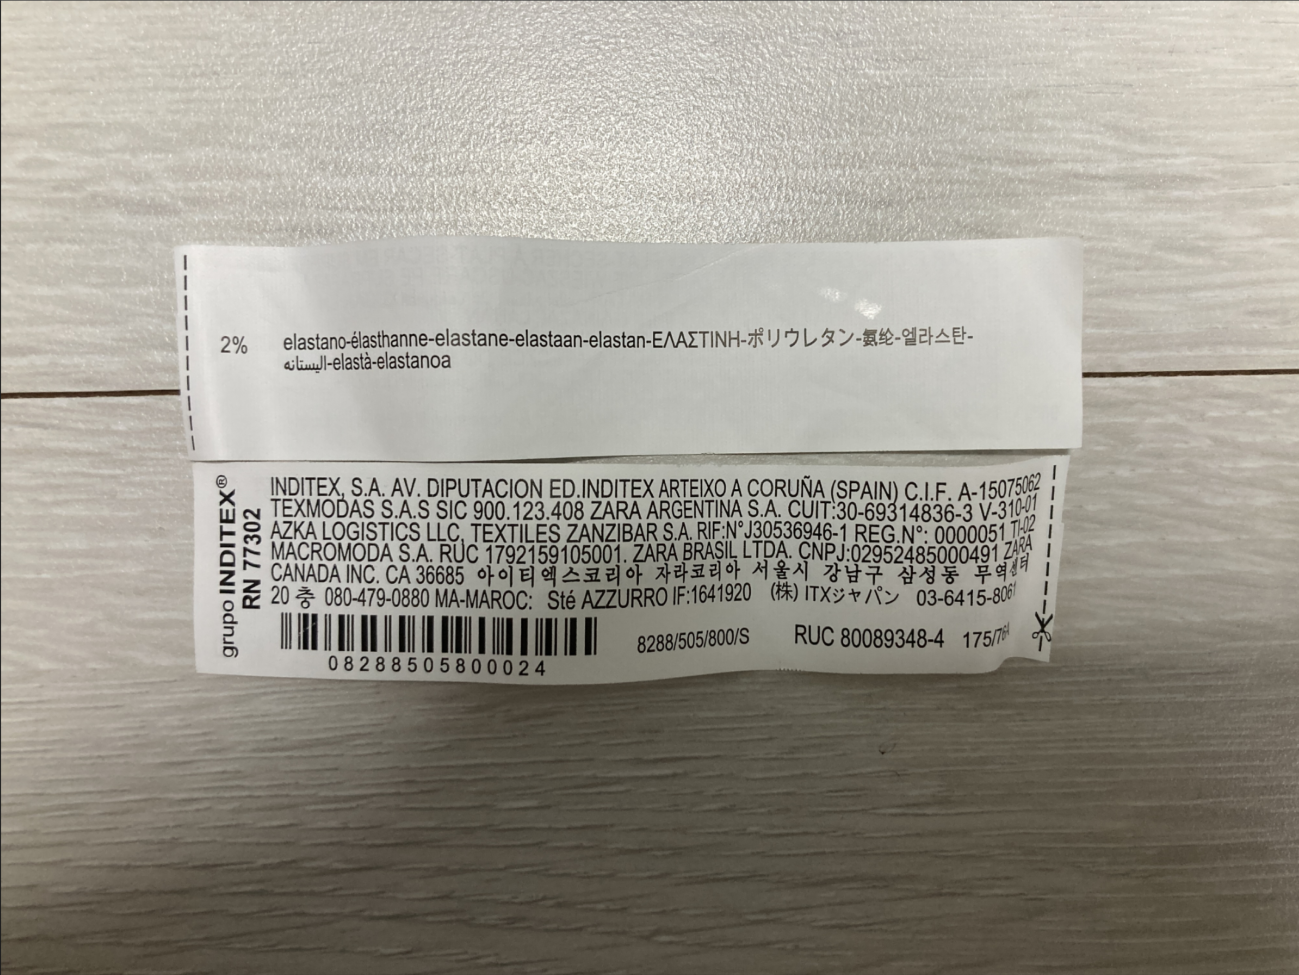 2% elastano-élasthanne-elastane-elastaan-elastan-ΕΛΑΣΤΙΝΗ-ポリウレタン-氨纶-엘라스탄-
اليستانه-elastà-elastanoa
grupo INDITEX®
RN 77302
INDITEX, S.A. AV. DIPUTACION ED.INDITEX ARTEIXO A CORUÑA (SPAIN) C.I.F. A-15075062
TEXMODAS S.A.S SIC 900.123.408 ZARA ARGENTINA S.A. CUIT:30-69314836-3 V-310-01
AZKA LOGISTICS LLC, TEXTILES ZANZIBAR S.A. RIF:N°J30536946-1 REG.N°: 0000051 TI-02
MACROMODA S.A. RUC 1792159105001. ZARA BRASIL LTDA. CNPJ:02952485000491 ZARA
CANADA INC. CA 36685 아이티엑스코리아 자라코리아 서울시 강남구 삼성동 무역센터
20 층 080-479-0880 MA-MAROC: Sté AZZURRO IF:1641920 (株) ITXジャパン 03-6415-8061
8288/505/800/S RUC 80089348-4
08288505800024